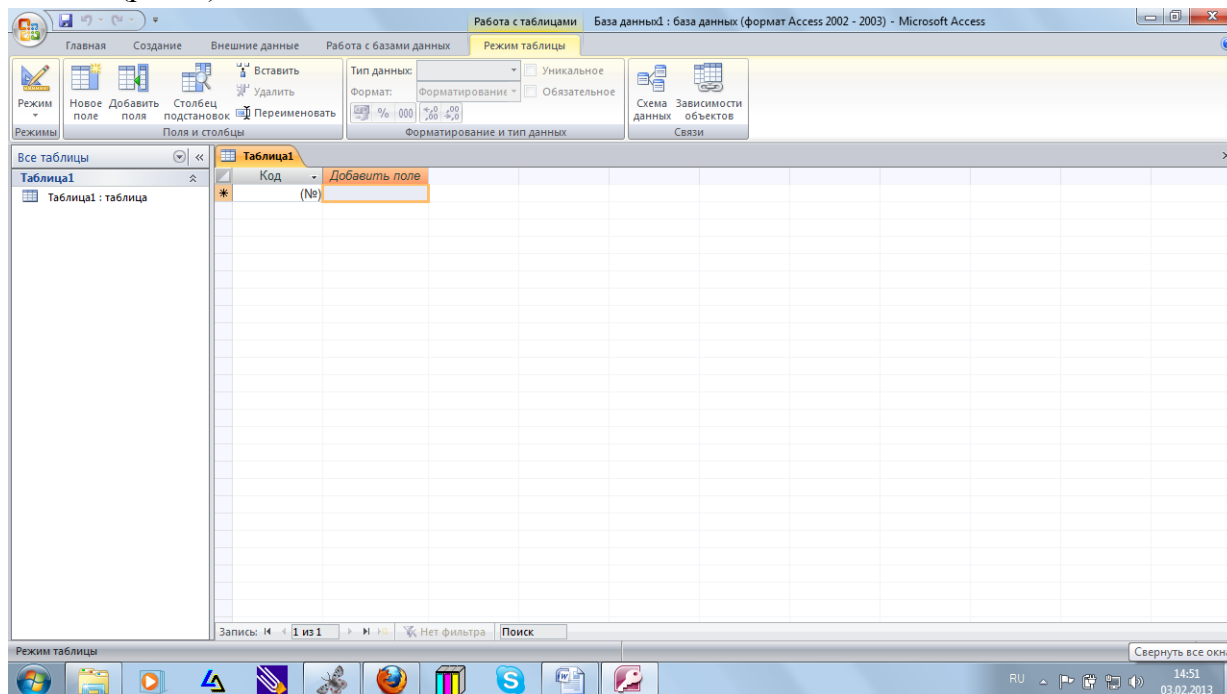 Работа с таблицами База данных1 : база данных (формат Access 2002 - 2003) - Microsoft Access
Главная Создание Внешние данные Работа с базами данных Режим таблицы
Режим
Новое поле
Добавить поля
Столбец подстановок
Вставить
Удалить
Переименовать
Тип данных:
Формат: Форматирование
% 000
Уникальное
Обязательное
Схема данных
Зависимости объектов
Режимы Поля и столбцы Форматирование и тип данных Связи
Все таблицы «
Таблица1
Таблица1 : таблица
Таблица1
Код Добавить поле
(№)
Запись: 1 из 1 Нет фильтра Поиск
Режим таблицы
Свернуть все окна
RU 14:51
03.02.2013